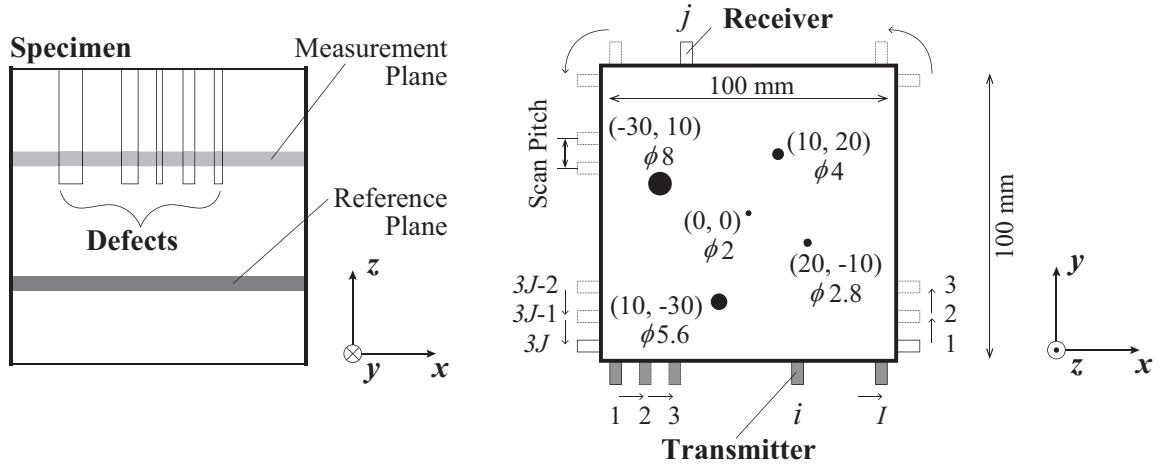 Specimen
Measurement
Plane
Reference
Plane
Defects
z
y
x
j
Receiver
100 mm
(-30, 10)
ϕ8
(10, 20)
ϕ4
(0, 0)
ϕ2
(20, -10)
ϕ2.8
(10, -30)
ϕ5.6
Scan Pitch
100 mm
3J-2
3J-1
3J
3
2
1
1
2
3
i
I
Transmitter
y
z
x